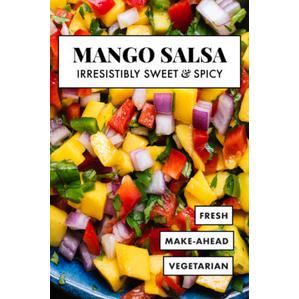 MANGO SALSA
IRRESISTIBLY SWEET & SPICY
FRESH
MAKE-AHEAD
VEGETARIAN